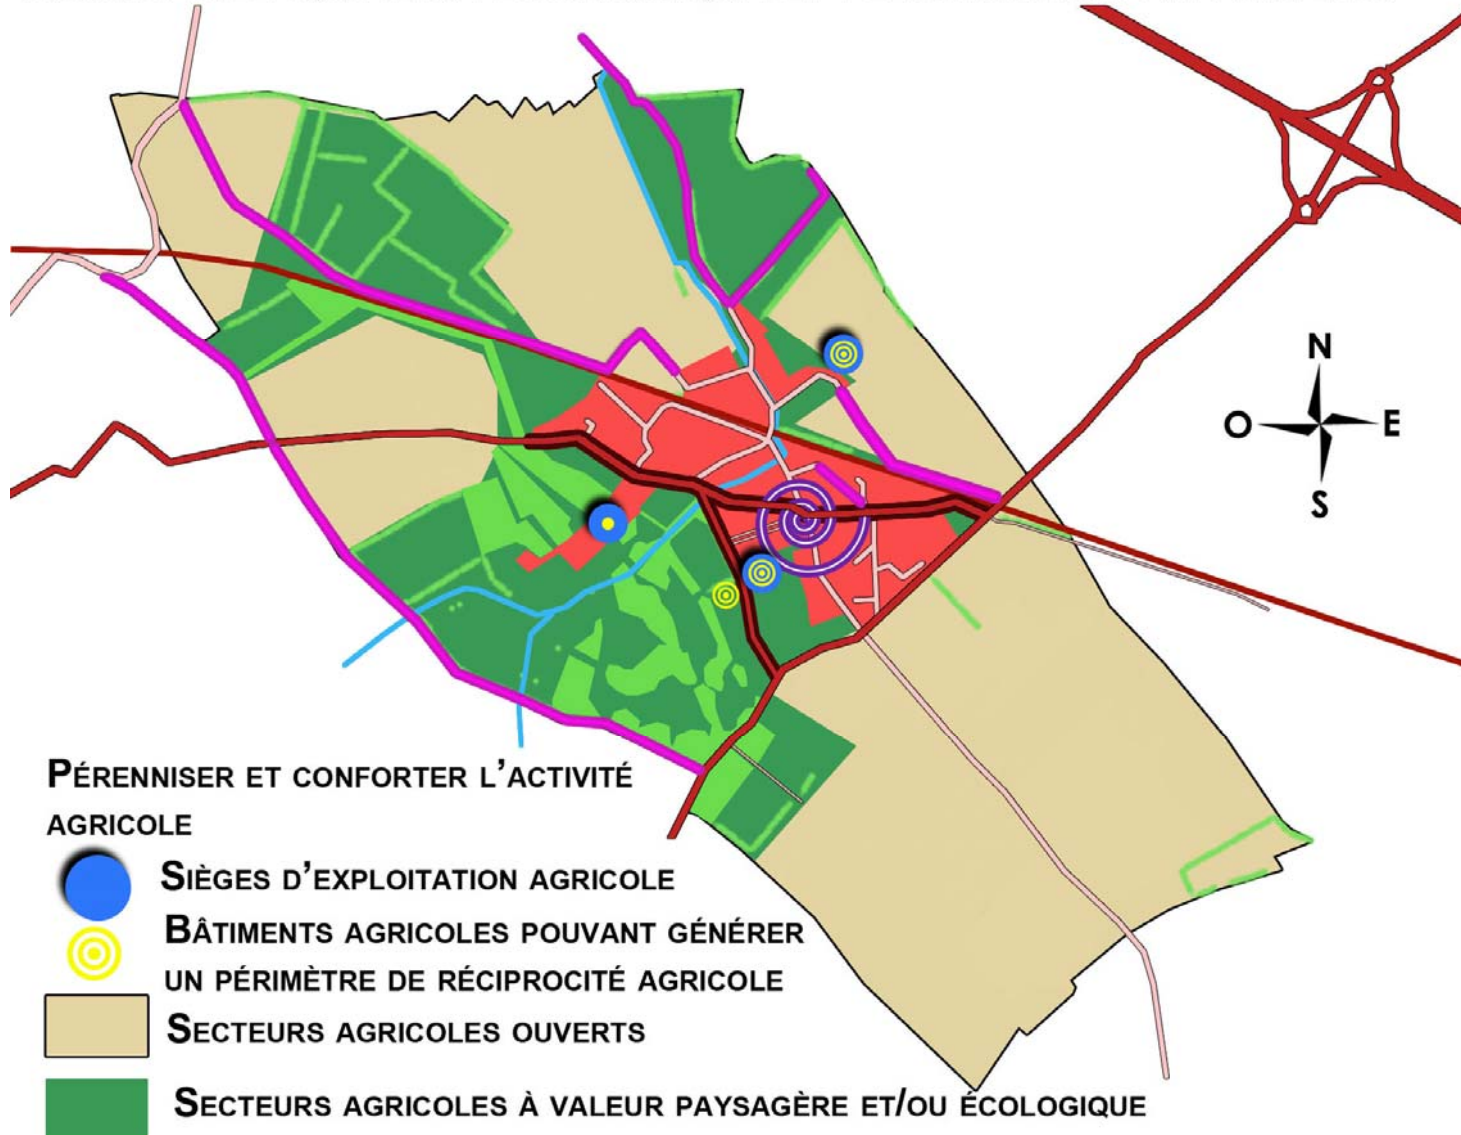 N
O E
S
PÉRENNISER ET CONFORTER L'ACTIVITÉ
AGRICOLE
SIÈGES D'EXPLOITATION AGRICOLE
BÂTIMENTS AGRICOLES POUVANT GÉNÉRER
UN PÉRIMÈTRE DE RÉCIPROCITÉ AGRICOLE
SECTEURS AGRICOLES OUVERTS
SECTEURS AGRICOLES À VALEUR PAYSAGÈRE ET/OU ÉCOLOGIQUE